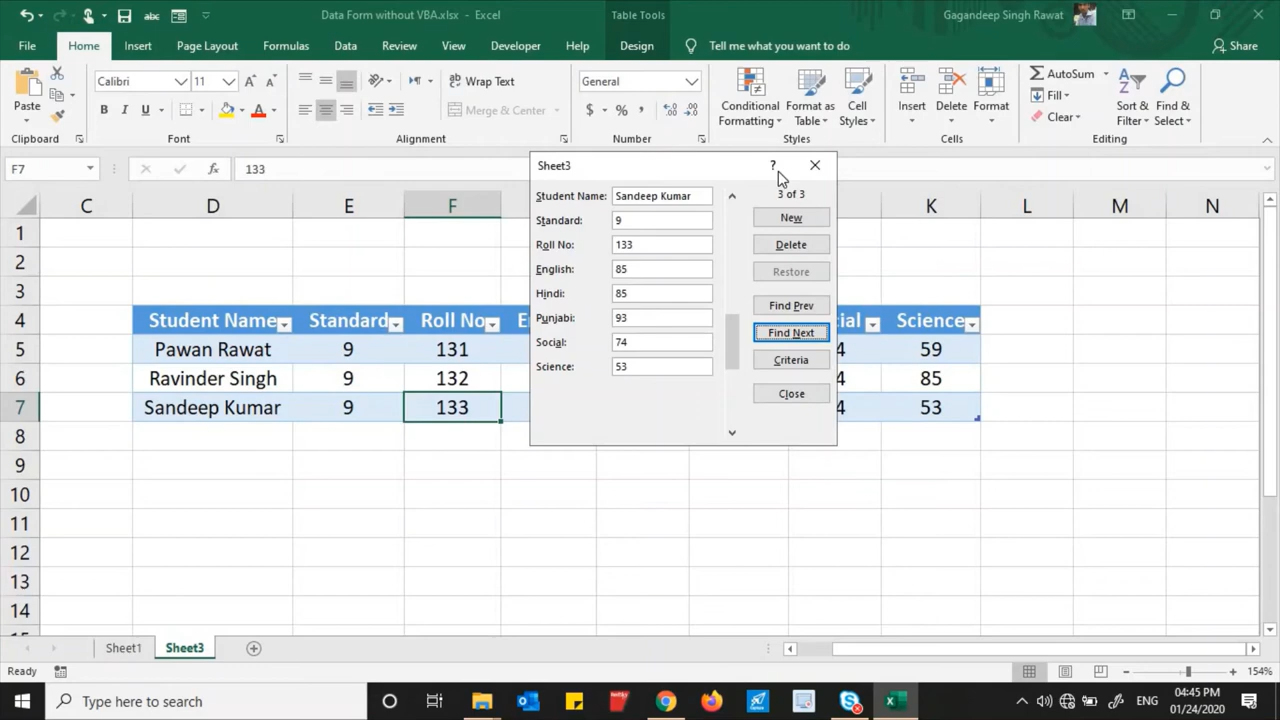 Data Form without VBA.xlsx - Excel
Table Tools
Gagandeep Singh Rawat
File Home Insert Page Layout Formulas Data Review View Developer Help Design Tell me what you want to do Share
Paste
Calibri 11
B I U
Wrap Text
Merge & Center
General
$ % ,
Conditional Formatting
Format as Table
Cell Styles
Insert Delete Format
AutoSum
Fill
Clear
Sort & Filter
Find & Select
Clipboard Font Alignment Number Styles Cells Editing
F7 fx 133
C D E F K L M N
Sheet3 ?
3 of 3
Student Name: Sandeep Kumar
Standard: 9
Roll No: 133
English: 85
Hindi: 85
Punjabi: 93
Social: 74
Science: 53
New
Delete
Restore
Find Prev
Find Next
Criteria
Close
1
2
3
4 Student Name Standard Roll No E ial Science
5 Pawan Rawat 9 131 4 59
6 Ravinder Singh 9 132 4 85
7 Sandeep Kumar 9 133 4 53
8
9
10
11
12
13
14
Sheet1 Sheet3
Ready
154%
Type here to search
ENG
04:45 PM
01/24/2020